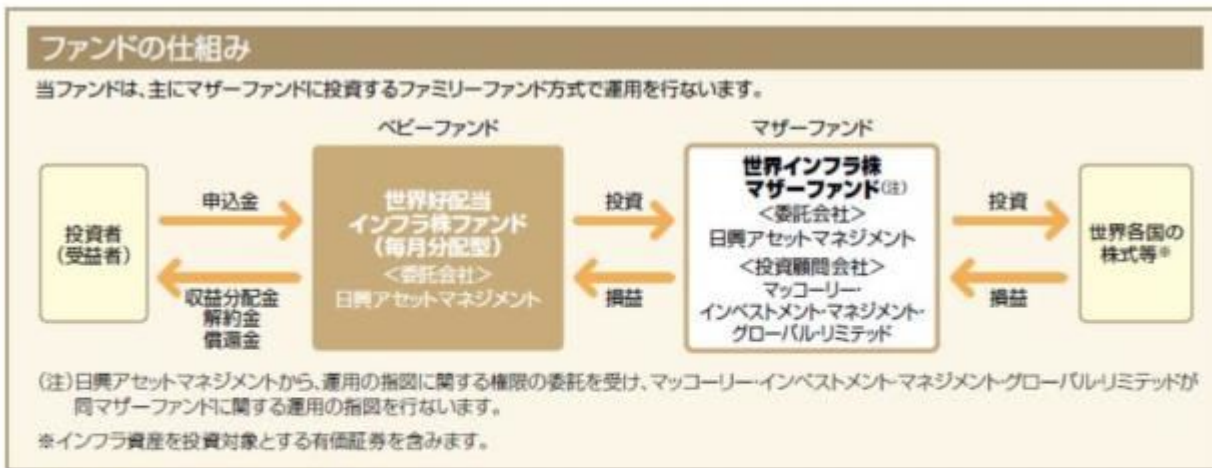 ファンドの仕組み
当ファンドは、主にマザーファンドに投資するファミリーファンド方式で運用を行ないます。
ベビーファンド
マザーファンド
投資者
(受益者)
申込金
収益分配金
解約金
償還金
世界好配当
インフラ株ファンド
(毎月分配型)
<委託会社>
日興アセットマネジメント
投資
損益
世界インフラ株
マザーファンド(注)
<委託会社>
日興アセットマネジメント
<投資顧問会社>
マッコーリー・
インベストメント・マネジメント・
グローバル・リミテッド
投資
損益
世界各国の
株式等※
(注)日興アセットマネジメントから、運用の指図に関する権限の委託を受け、マッコーリー・インベストメント・マネジメント・グローバル・リミテッドが
同マザーファンドに関する運用の指図を行ないます。
※インフラ資産を投資対象とする有価証券を含みます。